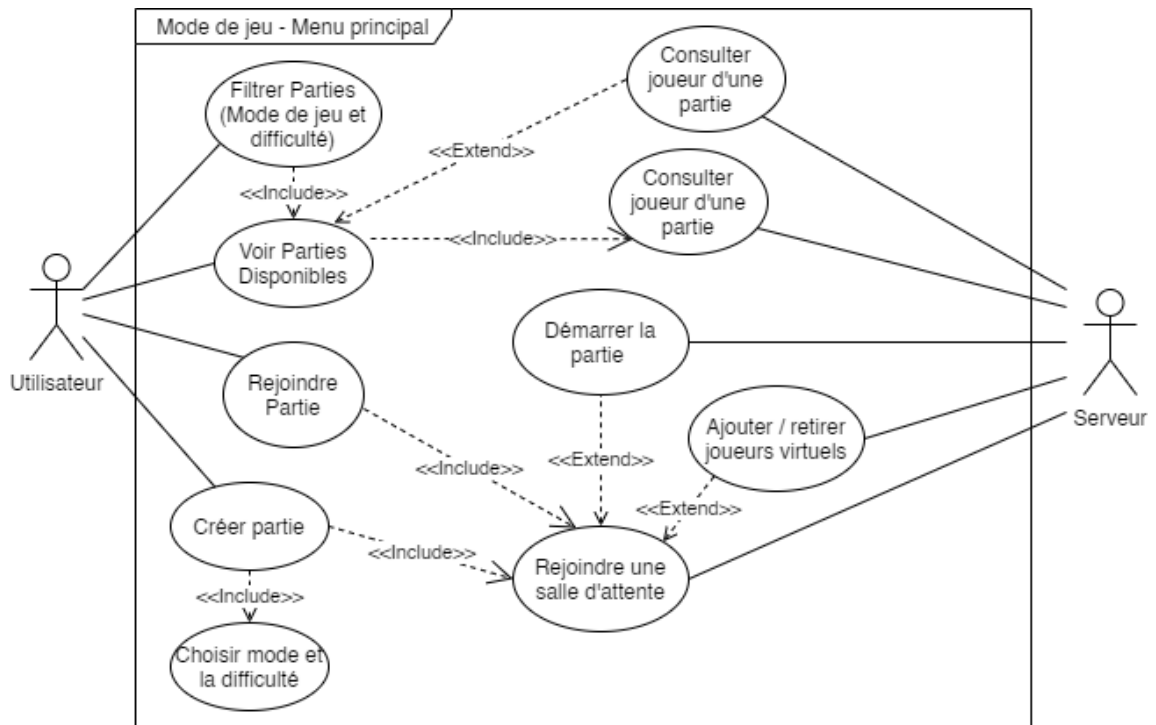 Mode de jeu - Menu principal
Filtrer Parties
(Mode de jeu et
difficulté)
Consulter
joueur d'une
partie
<<Extend>>
<<Include>>
Consulter
joueur d'une
partie
Voir Parties
Disponibles
<<Include>>
Utilisateur
Démarrer la
partie
Serveur
Rejoindre
Partie
Ajouter / retirer
joueurs virtuels
<<Include>>
<<Extend>>
<<Extend>>
Créer partie
<<Include>>
Rejoindre une
salle d'attente
<<Include>>
Choisir mode et
la difficulté